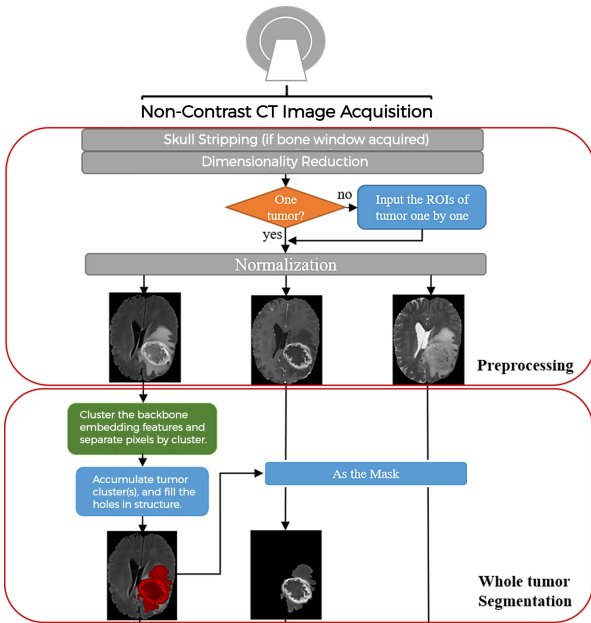 Non-Contrast CT Image Acquisition
Skull Stripping (if bone window acquired)
Dimensionality Reduction
One
tumor?
no
Input the ROIs of
tumor one by one
yes
Normalization
Preprocessing
Cluster the backbone
embedding features and
separate pixels by cluster.
Accumulate tumor
cluster(s), and fill the
holes in structure.
As the Mask
Whole tumor
Segmentation